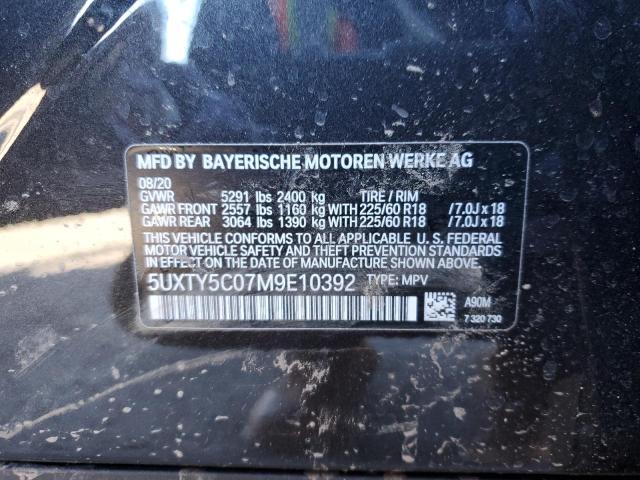 MFD BY BAYERISCHE MOTOREN WERKE AG
08/20
GVWR 5291 lbs 2400 kg TIRE / RIM
GAWR FRONT 2557 lbs 1160 kg WITH 225/60 R18 /7.0J x 18
GAWR REAR 3064 lbs 1390 kg WITH 225/60 R18 /7.0J x 18
THIS VEHICLE CONFORMS TO ALL APPLICABLE U. S. FEDERAL
MOTOR VEHICLE SAFETY, BUMPER, AND THEFT PREVENTION
STANDARDS IN EFFECT ON THE DATE OF MANUFACTURE SHOWN ABOVE.
5UXTY5C07M9E10392 TYPE: MPV
A90M
7 320 730